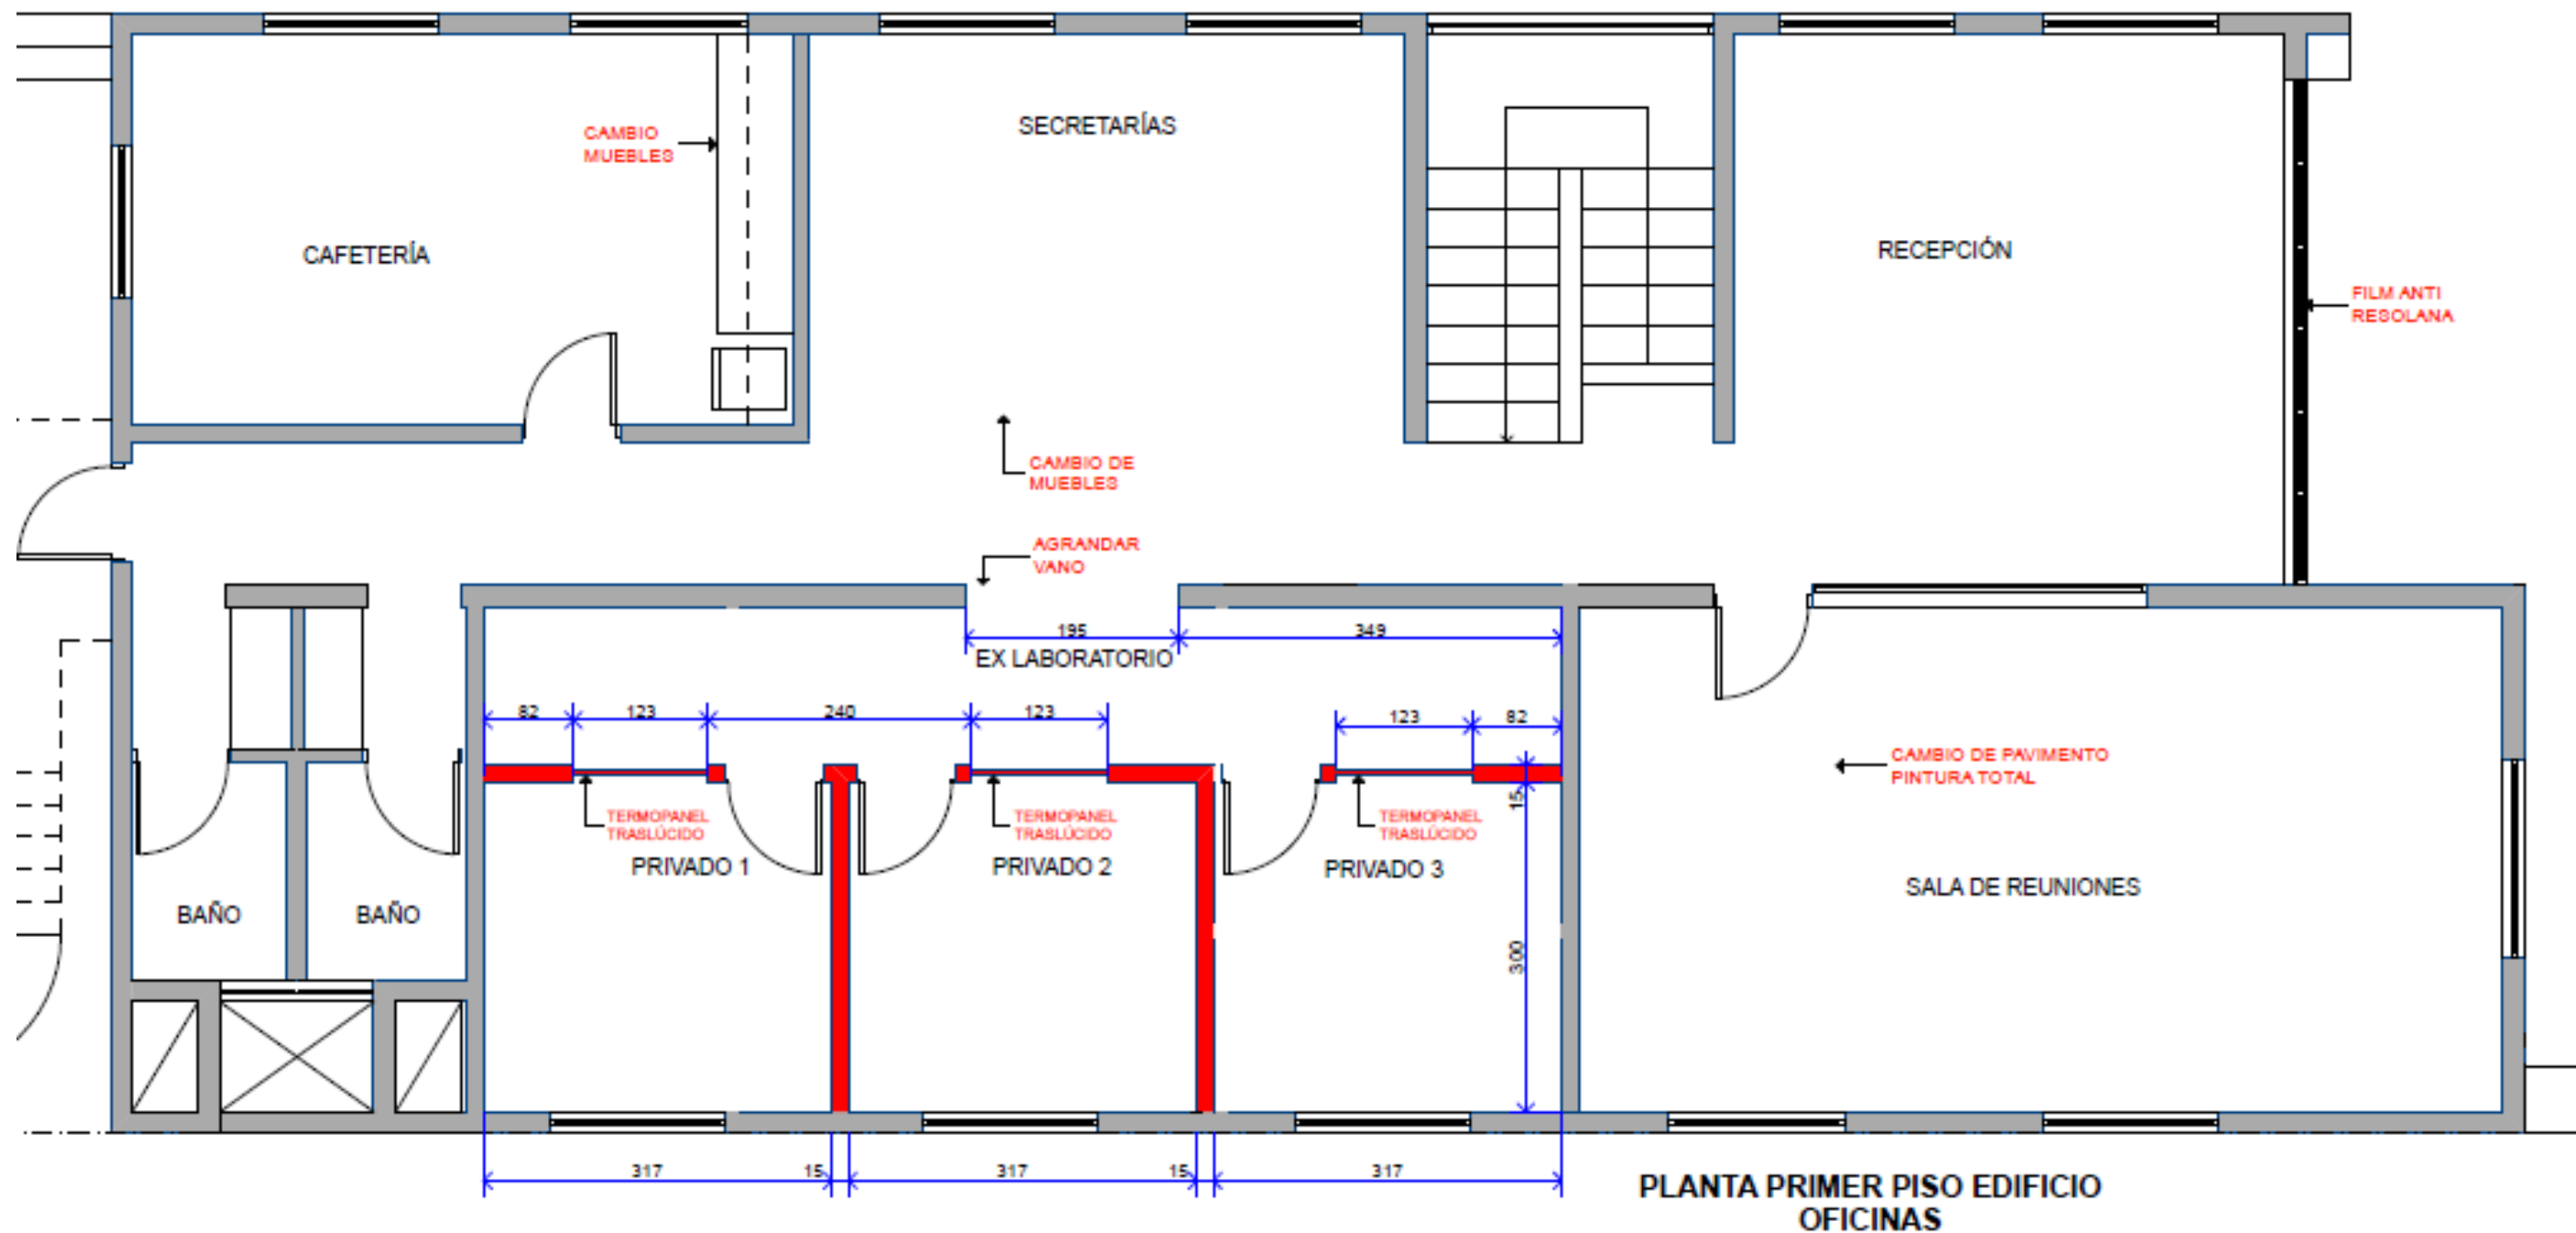 CAMBIO
MUEBLES
SECRETARÍAS
CAFETERÍA
RECEPCIÓN
FILM ANTI
RESOLANA
CAMBIO DE
MUEBLES
AGRANDAR
VANO
195
349
EX LABORATORIO
82
123
240
123
123
82
CAMBIO DE PAVIMENTO
PINTURA TOTAL
15
TERMOPANEL
TRASLÚCIDO
TERMOPANEL
TRASLÚCIDO
TERMOPANEL
TRASLÚCIDO
PRIVADO 1
PRIVADO 2
PRIVADO 3
SALA DE REUNIONES
BAÑO
BAÑO
300
317
15
317
15
317
PLANTA PRIMER PISO EDIFICIO
OFICINAS